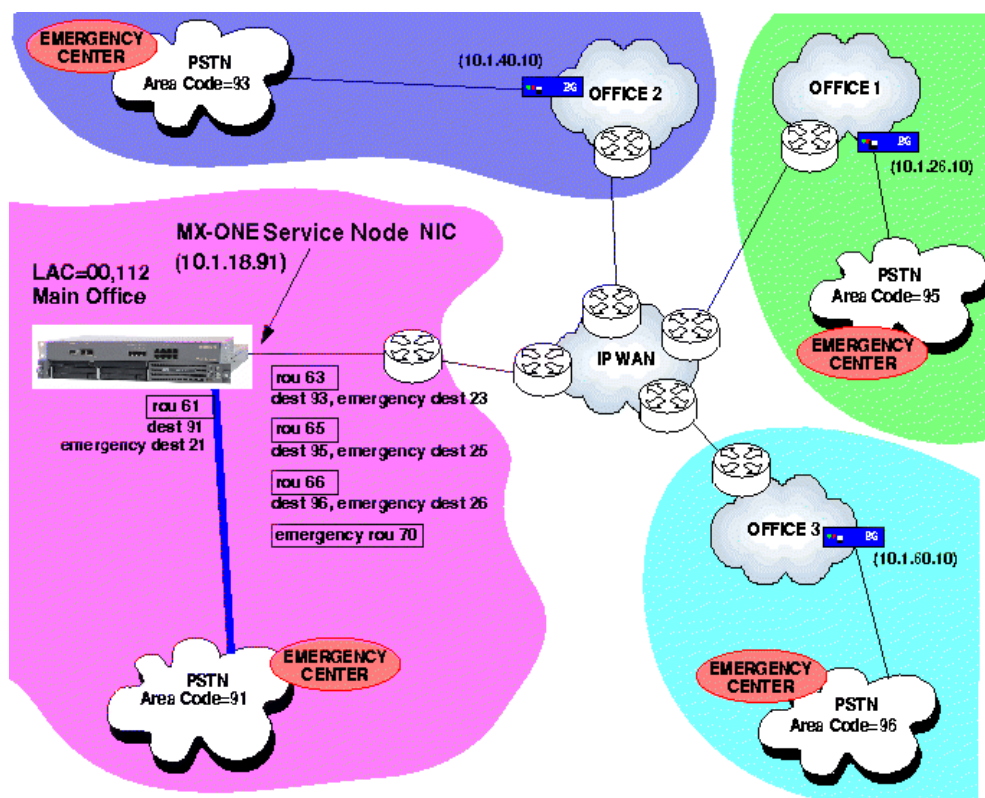 EMERGENCY
CENTER
PSTN
Area Code=93
(10.1.40.10)
BG
OFFICE 2
OFFICE 1
BG
(10.1.26.10)
PSTN
Area Code=95
EMERGENCY
CENTER
MX-ONE Service Node NIC
(10.1.18.91)
LAC=00,112
Main Office
rou 61
dest 91
emergency dest 21
rou 63
dest 93, emergency dest 23
rou 65
dest 95, emergency dest 25
rou 66
dest 96, emergency dest 26
emergency rou 70
IP WAN
OFFICE 3
BG
(10.1.60.10)
EMERGENCY
CENTER
PSTN
Area Code=91
EMERGENCY
CENTER
PSTN
Area Code=96